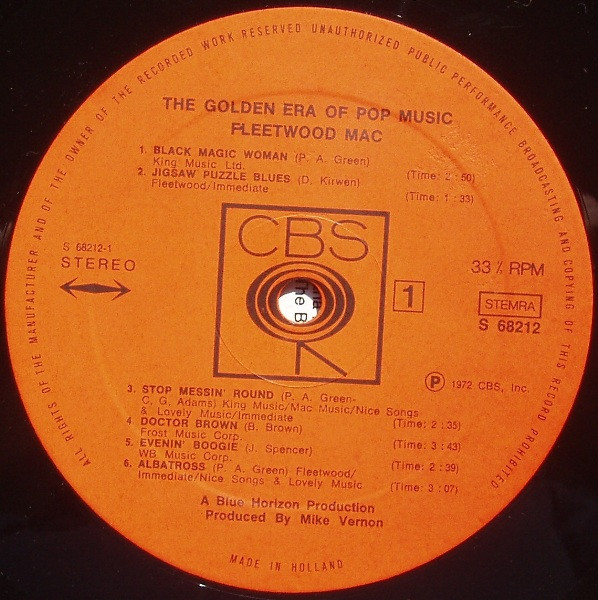 ALL RIGHTS OF THE MANUFACTURER AND OF THE OWNER OF THE RECORDED WORK RESERVED UNAUTHORIZED PUBLIC PERFORMANCE BROADCASTING AND COPYING OF THIS RECORD PROHIBITED
THE GOLDEN ERA OF POP MUSIC
FLEETWOOD MAC
1. BLACK MAGIC WOMAN (P. A. Green)
King Music Ltd. (Time: 2:50)
2. JIGSAW PUZZLE BLUES (D. Kirwen)
Fleetwood/Immediate (Time: 1:33)
CBS
S 68212-1
STEREO
33 ⅓ RPM
1
STEMRA
S 68212
Ⓟ 1972 CBS, Inc.
3. STOP MESSIN' ROUND (P. A. Green-
C. G. Adams) King Music/Mac Music/Nice Songs
& Lovely Music/Immediate (Time: 2:35)
4. DOCTOR BROWN (B. Brown)
Frost Music Corp. (Time: 3:43)
5. EVENIN' BOOGIE (J. Spencer)
WB Music Corp. (Time: 2:39)
6. ALBATROSS (P. A. Green) Fleetwood/
Immediate/Nice Songs & Lovely Music (Time: 3:07)
A Blue Horizon Production
Produced By Mike Vernon
MADE IN HOLLAND